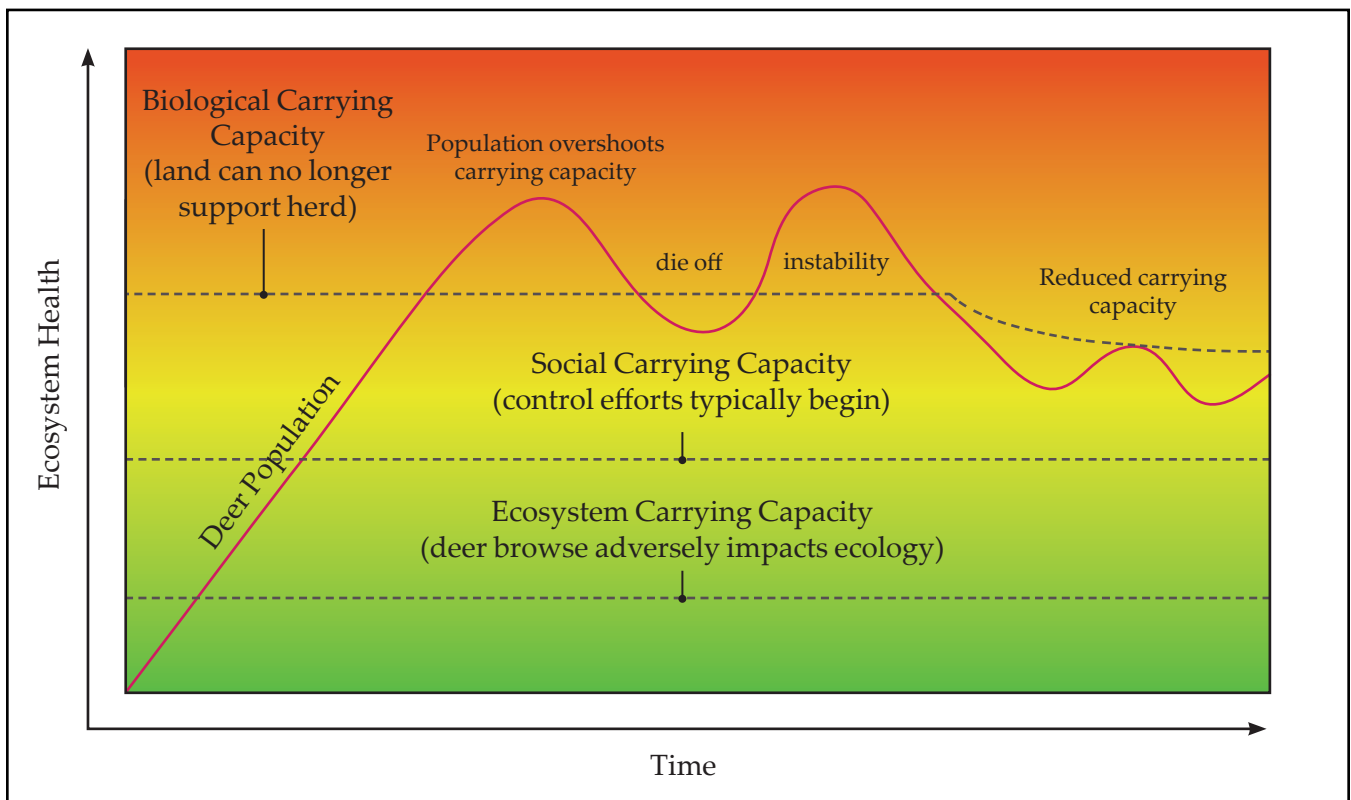 Biological Carrying
Capacity
(land can no longer
support herd)
Population overshoots
carrying capacity
die off
instability
Reduced carrying
capacity
Social Carrying Capacity
(control efforts typically begin)
Deer Population
Ecosystem Carrying Capacity
(deer browse adversely impacts ecology)
Ecosystem Health
Time